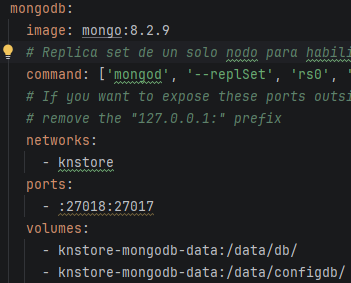 mongodb:
image: mongo:8.2.9
# Replica set de un solo nodo para habili
command: ['mongod', '--replSet', 'rs0', '
# If you want to expose these ports outsi
# remove the "127.0.0.1:" prefix
networks:
- knstore
ports:
- :27018:27017
volumes:
- knstore-mongodb-data:/data/db/
- knstore-mongodb-data:/data/configdb/